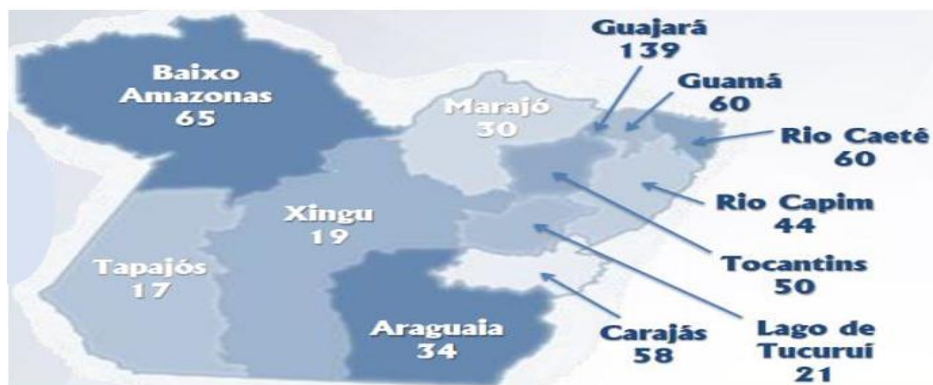 Guajará
139
Guamá
60
Baixo
Amazonas
65
Marajó
30
Rio Caeté
60
Xingu
19
Rio Capim
44
Tapajós
17
Tocantins
50
Araguaia
34
Carajás
58
Lago de
Tucuruí
21